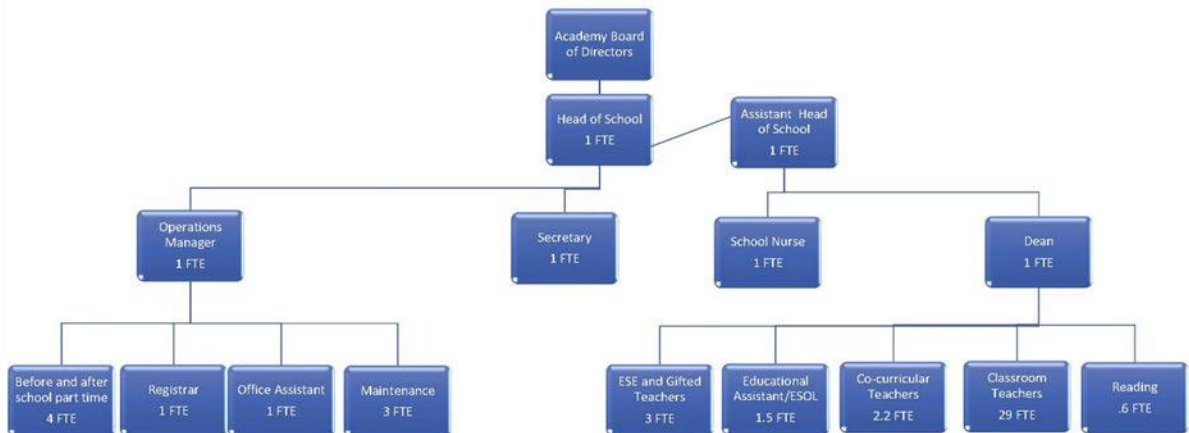 Academy Board
of Directors
Head of School
1 FTE
Assistant Head
of School
1 FTE
Operations
Manager
1 FTE
Secretary
1 FTE
School Nurse
1 FTE
Dean
1 FTE
Before and after
school part time
4 FTE
Registrar
1 FTE
Office Assistant
1 FTE
Maintenance
3 FTE
ESE and Gifted
Teachers
3 FTE
Educational
Assistant/ESOL
1.5 FTE
Co-curricular
Teachers
2.2 FTE
Classroom
Teachers
29 FTE
Reading
.6 FTE